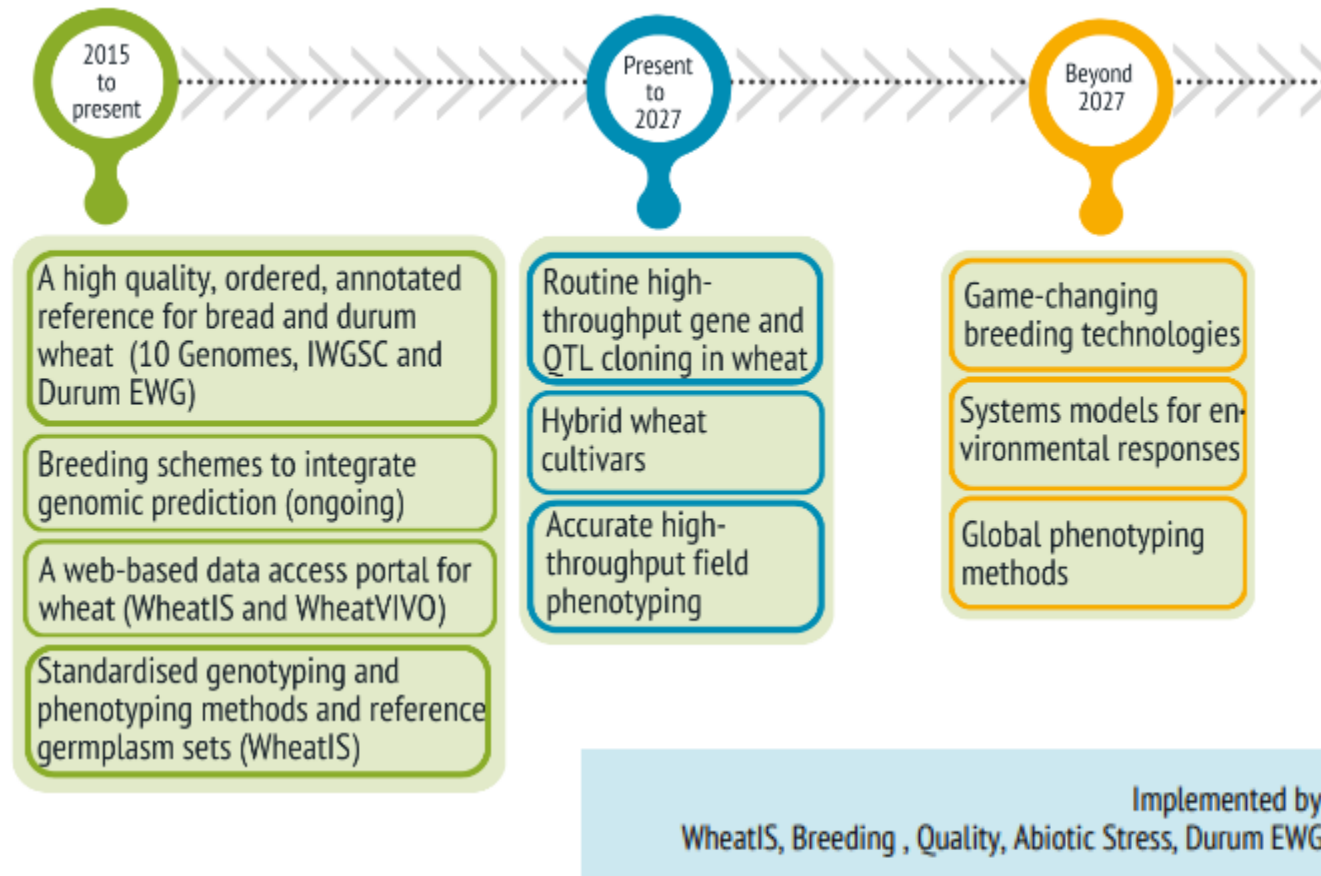 2015
to
present
Present
to
2027
Beyond
2027
A high quality, ordered, annotated
reference for bread and durum
wheat (10 Genomes, IWGSC and
Durum EWG)
Breeding schemes to integrate
genomic prediction (ongoing)
A web-based data access portal for
wheat (WheatIS and WheatVIVO)
Standardised genotyping and
phenotyping methods and reference
germplasm sets (WheatIS)
Routine high-
throughput gene and
QTL cloning in wheat
Hybrid wheat
cultivars
Accurate high-
throughput field
phenotyping
Game-changing
breeding technologies
Systems models for en-
vironmental responses
Global phenotyping
methods
Implemented by
WheatIS, Breeding , Quality, Abiotic Stress, Durum EWG